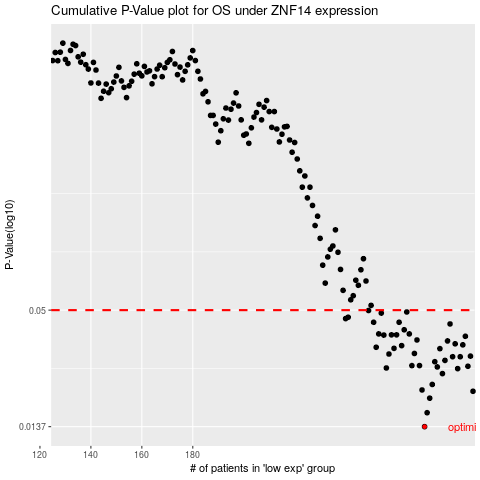 Cumulative P-Value plot for OS under ZNF14 expression
P-Value(log10)
0.05
0.0137
optimi
120 140 160 180
# of patients in 'low exp' group